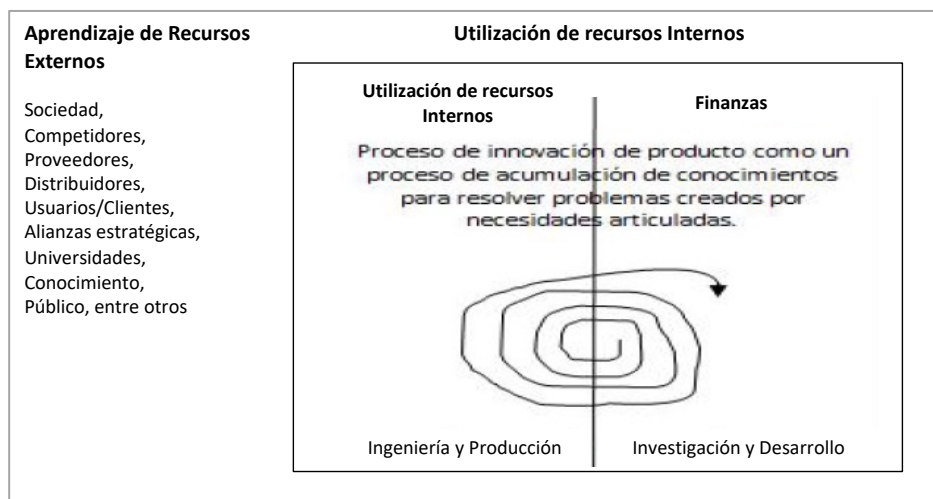 Aprendizaje de Recursos
Externos
Sociedad,
Competidores,
Proveedores,
Distribuidores,
Usuarios/Clientes,
Alianzas estratégicas,
Universidades,
Conocimiento,
Público, entre otros
Utilización de recursos Internos
Utilización de recursos
Internos
Finanzas
Proceso de innovación de producto como un
proceso de acumulación de conocimientos
para resolver problemas creados por
necesidades articuladas.
Ingeniería y Producción
Investigación y Desarrollo